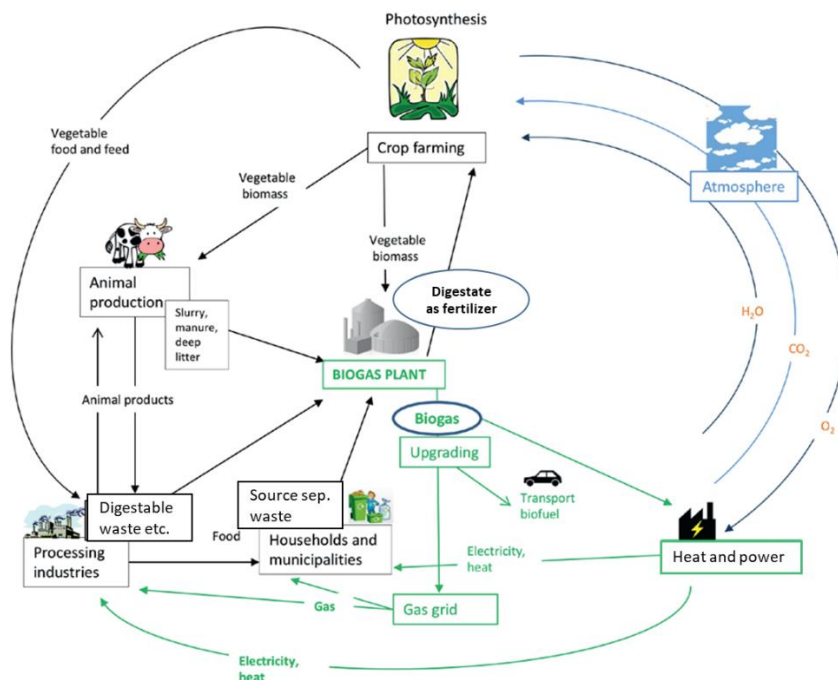 Photosynthesis
Vegetable
food and feed
Crop farming
Vegetable
biomass
Vegetable
biomass
Atmosphere
Animal
production
Slurry,
manure,
deep
litter
Digestate
as fertilizer
H₂O
CO₂
O₂
BIOGAS PLANT
Animal products
Biogas
Upgrading
Transport
biofuel
Digestable
waste etc.
Source sep.
waste
Food
Processing
industries
Households and
municipalities
Electricity,
heat
Heat and power
Gas
Gas grid
Electricity,
heat